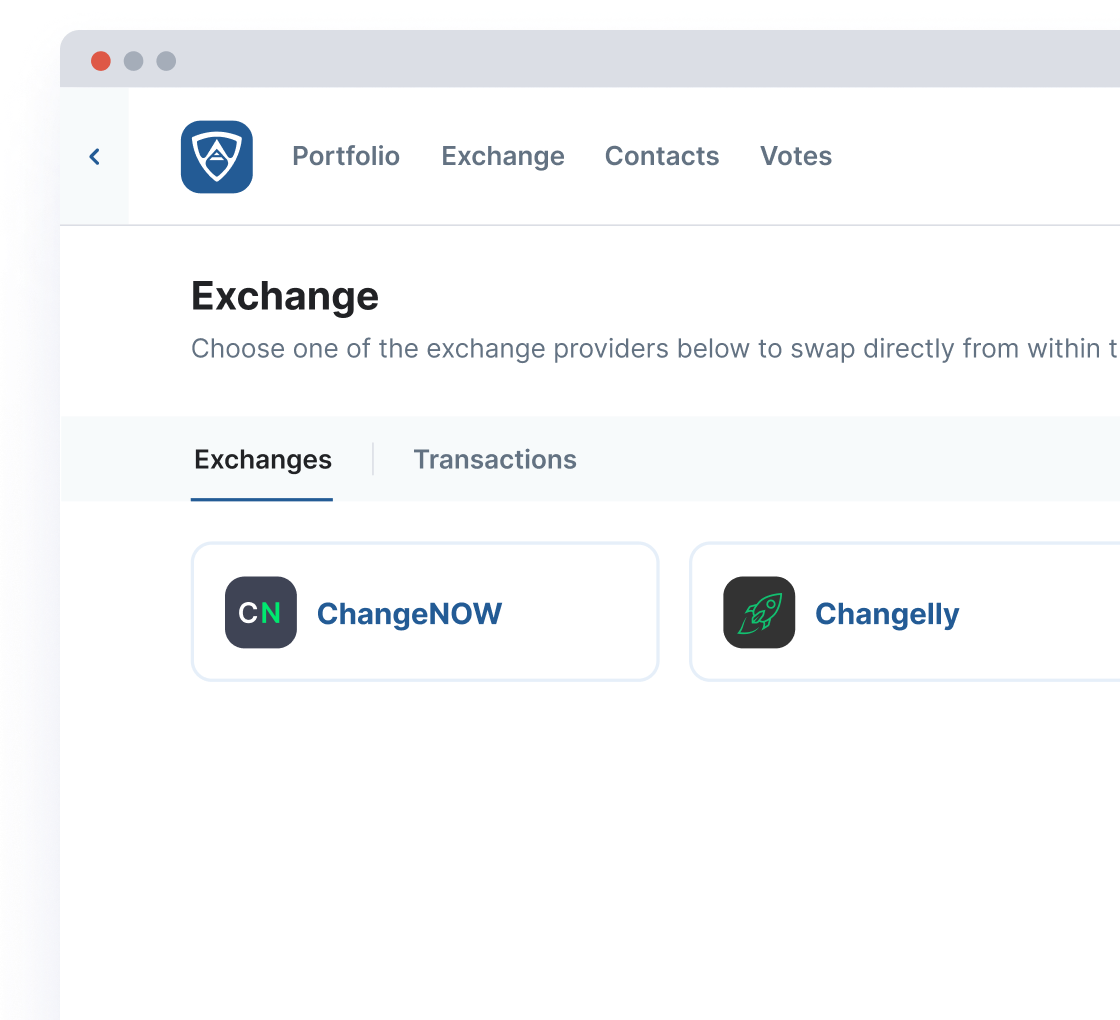 Portfolio Exchange Contacts Votes
Exchange
Choose one of the exchange providers below to swap directly from within t
Exchanges Transactions
CN ChangeNOW Changelly